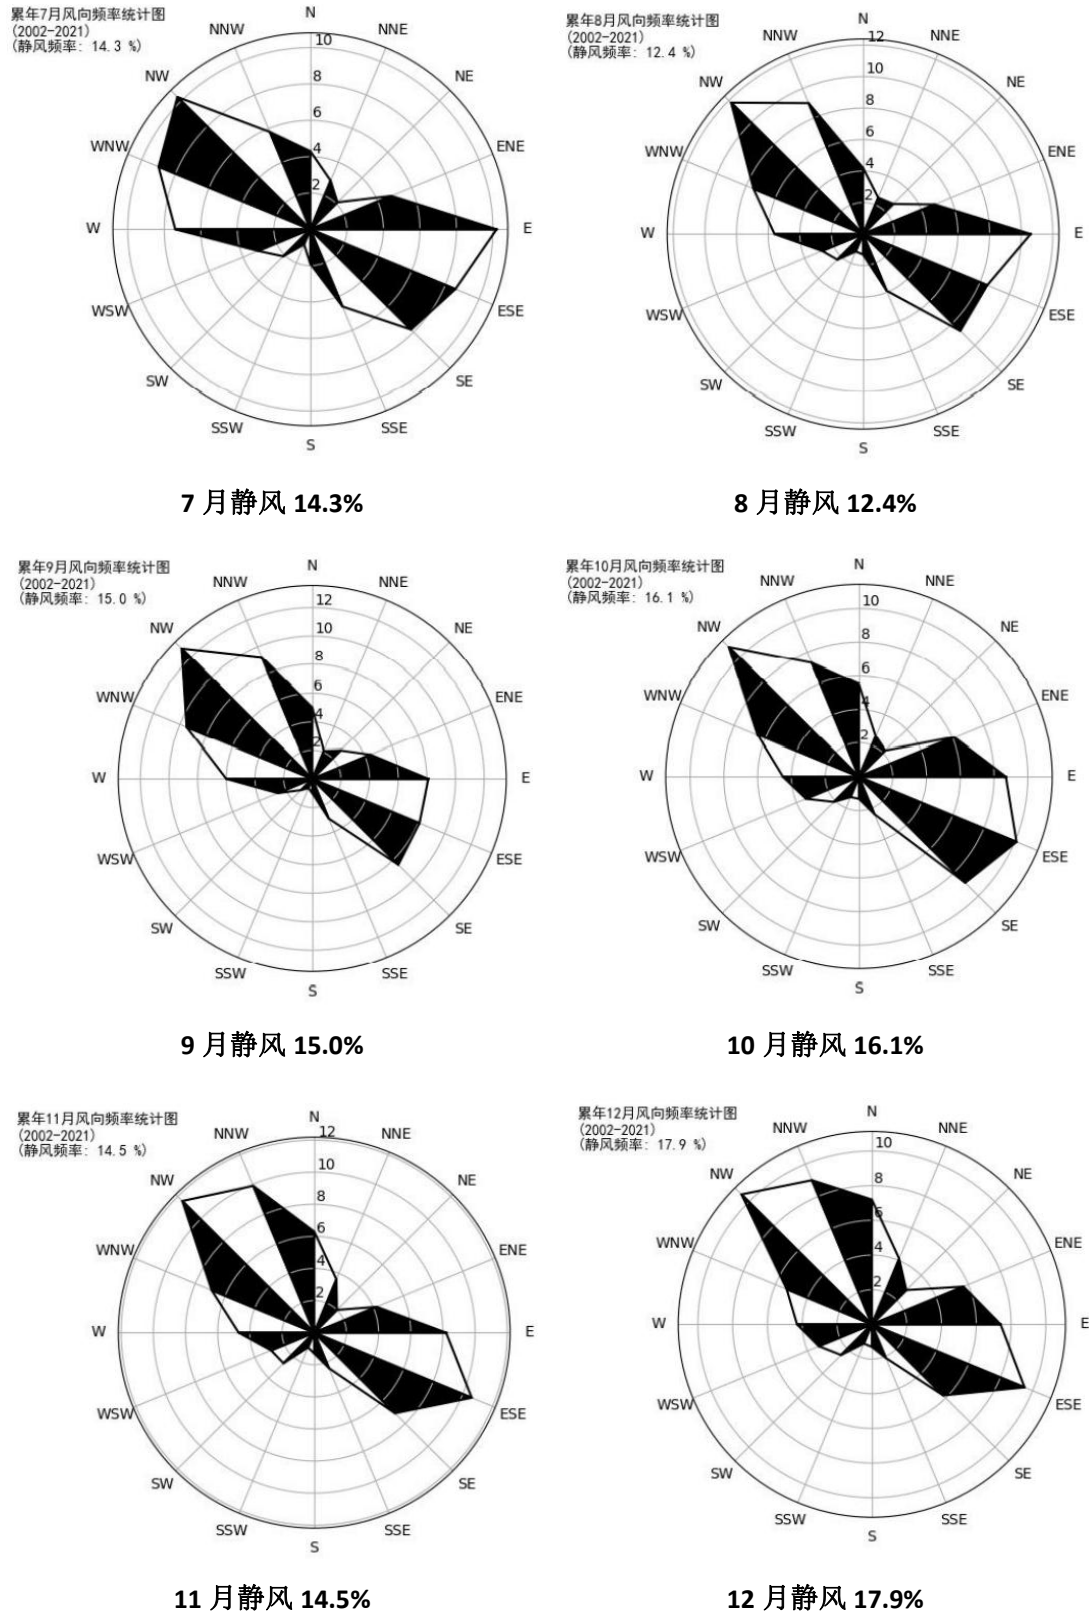 累年7月风向频率统计图
(2002-2021)
(静风频率: 14.3 %)
N
NNW
NNE
NW
NE
WNW
ENE
W
E
WSW
ESE
SW
SE
SSW
SSE
S
10
8
6
4
2
7 月静风 14.3%
累年8月风向频率统计图
(2002-2021)
(静风频率: 12.4 %)
N
NNW
NNE
NW
NE
WNW
ENE
W
E
WSW
ESE
SW
SE
SSW
SSE
S
12
10
8
6
4
2
8 月静风 12.4%
累年9月风向频率统计图
(2002-2021)
(静风频率: 15.0 %)
N
NNW
NNE
NW
NE
WNW
ENE
W
E
WSW
ESE
SW
SE
SSW
SSE
S
12
10
8
6
4
2
9 月静风 15.0%
累年10月风向频率统计图
(2002-2021)
(静风频率: 16.1 %)
N
NNW
NNE
NW
NE
WNW
ENE
W
E
WSW
ESE
SW
SE
SSW
SSE
S
10
8
6
4
2
10 月静风 16.1%
累年11月风向频率统计图
(2002-2021)
(静风频率: 14.5 %)
N
NNW
NNE
NW
NE
WNW
ENE
W
E
WSW
ESE
SW
SE
SSW
SSE
S
12
10
8
6
4
2
11 月静风 14.5%
累年12月风向频率统计图
(2002-2021)
(静风频率: 17.9 %)
N
NNW
NNE
NW
NE
WNW
ENE
W
E
WSW
ESE
SW
SE
SSW
SSE
S
10
8
6
4
2
12 月静风 17.9%